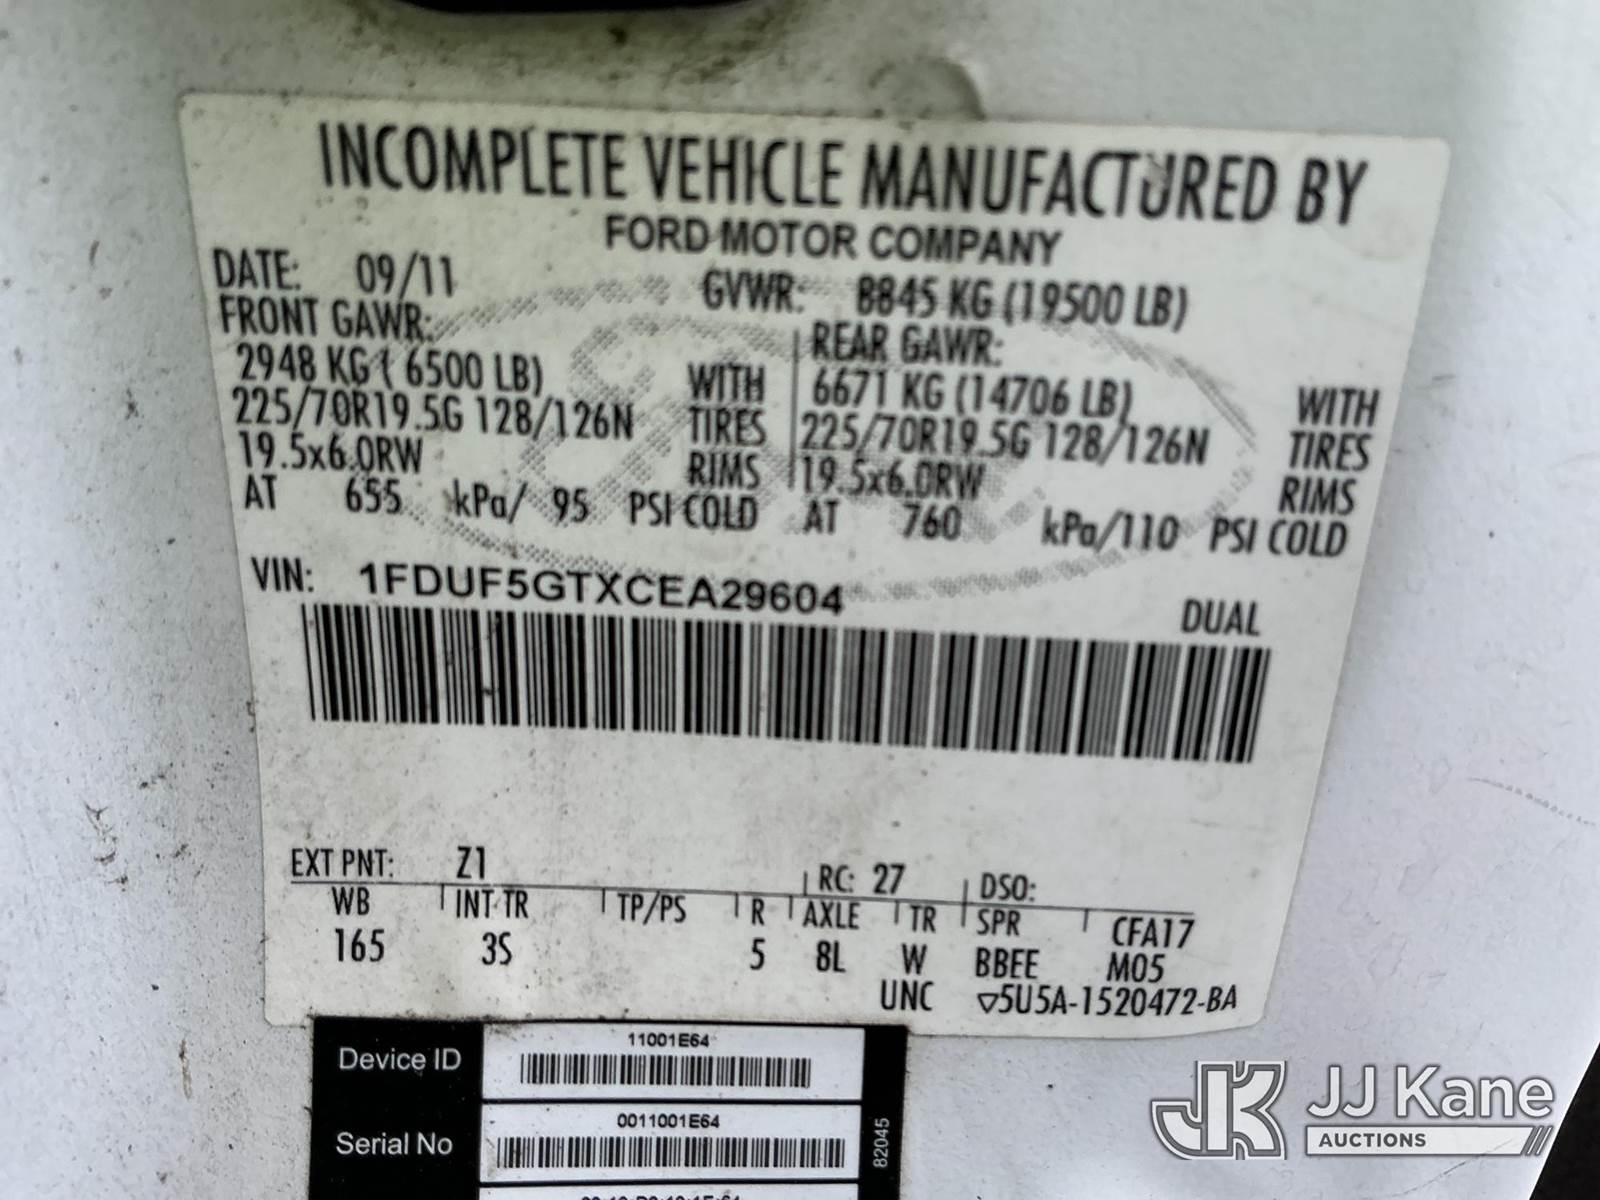 INCOMPLETE VEHICLE MANUFACTURED BY
FORD MOTOR COMPANY
DATE: 09/11 GVWR: 8845 KG (19500 LB)
FRONT GAWR: REAR GAWR:
2948 KG ( 6500 LB) WITH 6671 KG (14706 LB) WITH
225/70R19.5G 128/126N TIRES 225/70R19.5G 128/126N TIRES
19.5x6.0RW RIMS 19.5x6.0RW RIMS
AT 655 kPa/ 95 PSI COLD AT 760 kPa/110 PSI COLD
VIN: 1FDUF5GTXCEA29604
DUAL
EXT PNT: Z1 RC: 27 DSO:
WB INT TR TP/PS R AXLE TR SPR CFA17
165 3S 5 8L W BBEE M05
UNC ▽5U5A-1520472-BA
Device ID 11001E64
Serial No 0011001E64
82045
JJ Kane
AUCTIONS